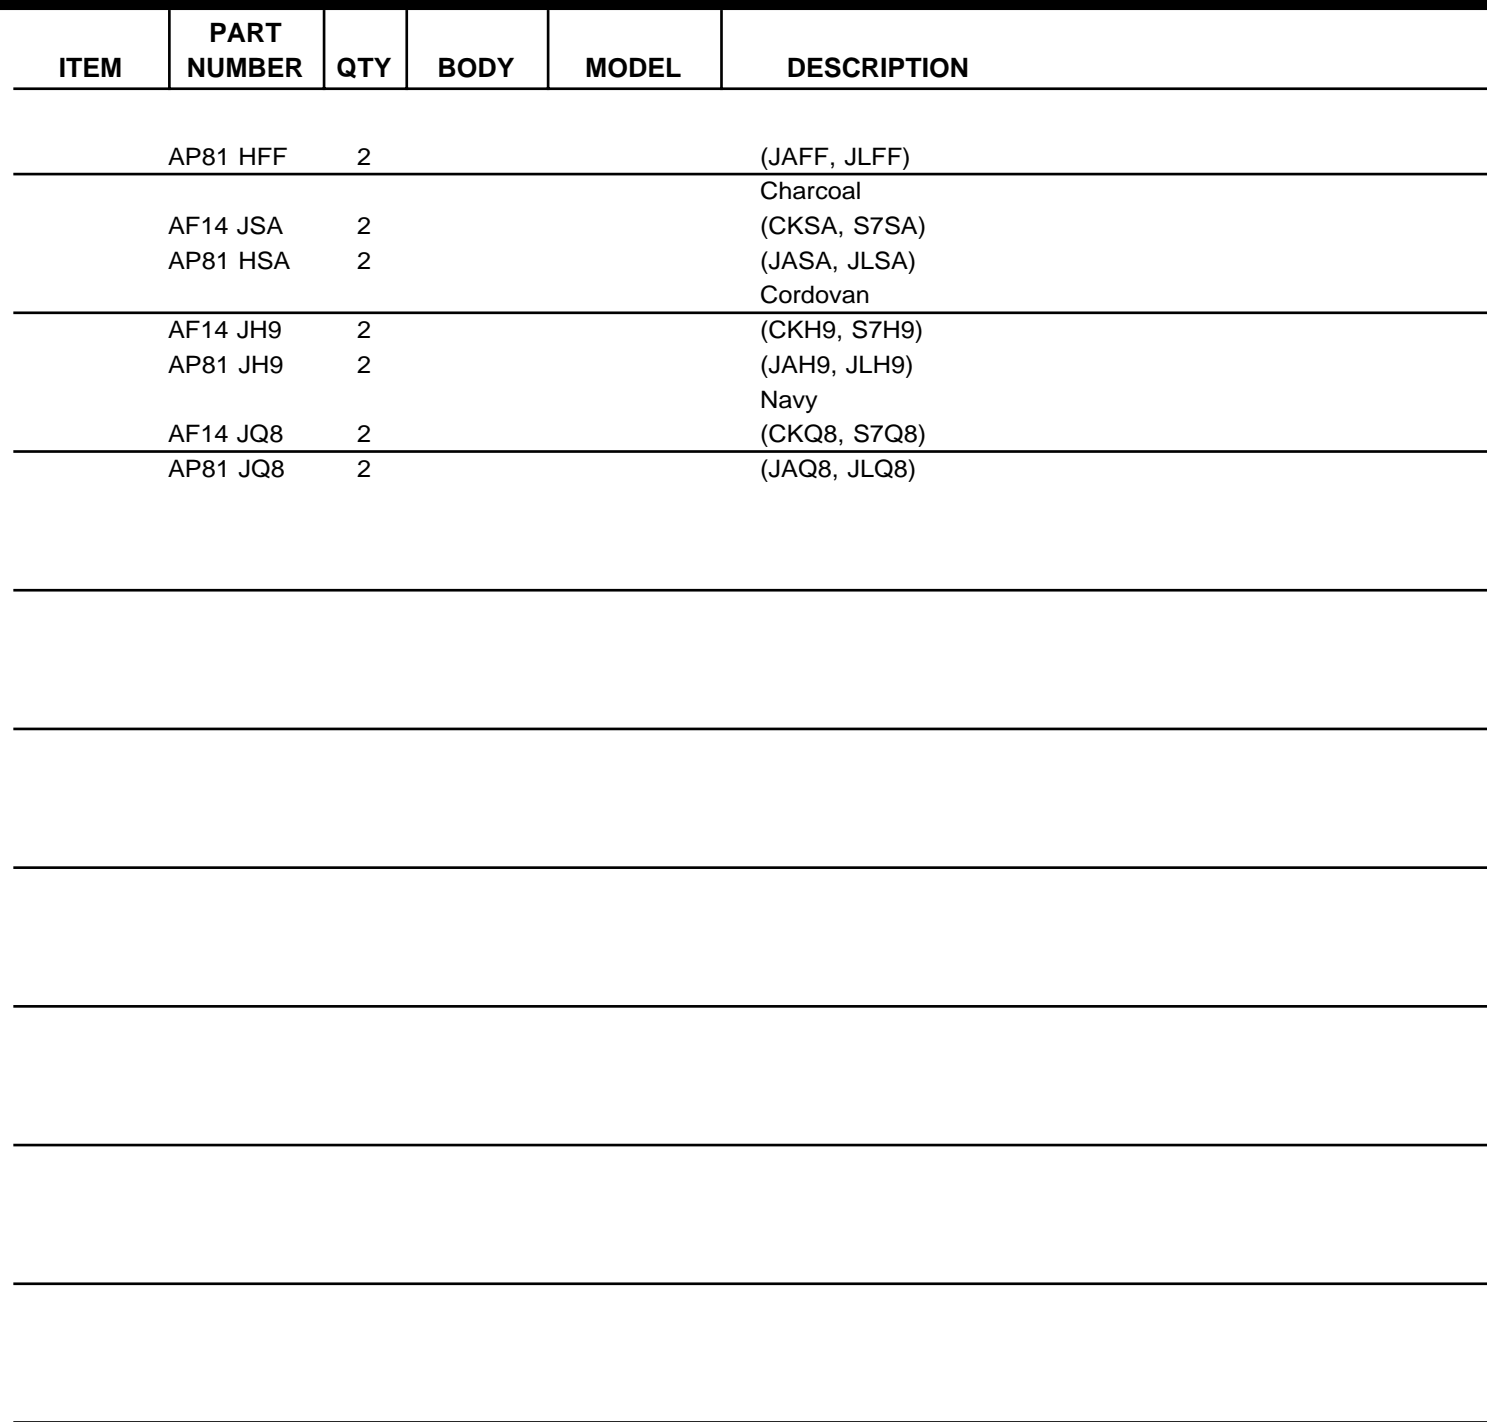 PART
ITEM NUMBER QTY BODY MODEL DESCRIPTION
AP81 HFF 2 (JAFF, JLFF)
Charcoal
AF14 JSA 2 (CKSA, S7SA)
AP81 HSA 2 (JASA, JLSA)
Cordovan
AF14 JH9 2 (CKH9, S7H9)
AP81 JH9 2 (JAH9, JLH9)
Navy
AF14 JQ8 2 (CKQ8, S7Q8)
AP81 JQ8 2 (JAQ8, JLQ8)